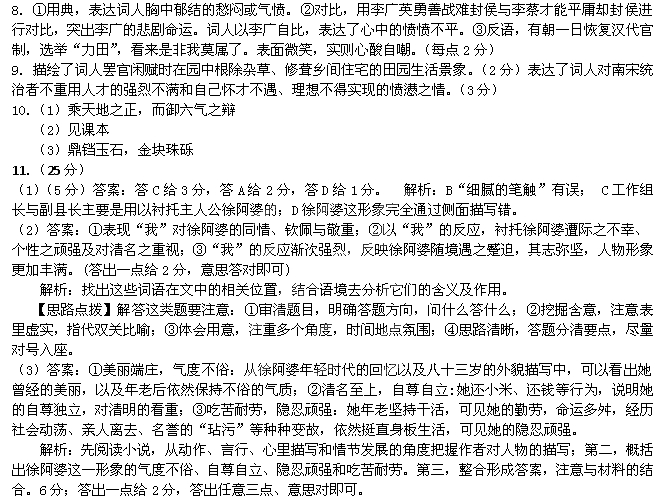 8. ①用典，表达词人胸中郁结的愁闷或气愤。②对比，用李广英勇善战难封侯与李蔡才能平庸却封侯进
行对比，突出李广的悲剧命运。词人以李广自比，表达了心中的愤愤不平。③反语，有朝一日恢复汉代官
制，选举“力田”，看来是非我莫属了。表面微笑，实则心酸自嘲。（每点2分）
9. 描绘了词人罢官闲赋时在园中根除杂草、修葺乡间住宅的田园生活景象。（2分）表达了词人对南宋统
治者不重用人才的强烈不满和自己怀才不遇、理想不得实现的愤懑之情。（3分）
10.（1）乘天地之正，而御六气之辩
（2）见课本
（3）鼎铛玉石，金块珠砾
11.（25分）
（1）（5分）答案：答C给3分，答A给2分，答D给1分。 解析：B“细腻的笔触”有误； C工作组
长与副县长主要是用以衬托主人公徐阿婆的；D徐阿婆这形象完全通过侧面描写错。
（2）答案：①表现“我”对徐阿婆的同情、钦佩与敬重；②以“我”的反应，衬托徐阿婆遭际之不幸、
个性之顽强及对清名之重视；③“我”的反应渐次强烈，反映徐阿婆随境遇之蹙迫，其志弥坚，人物形象
更加丰满。（答出一点给2分，意思答对即可）
解析：找出这些词语在文中的相关位置，结合语境去分析它们的含义及作用。
【思路点拨】解答这类题要注意：①审清题目，明确答题方向，问什么答什么；②挖掘含意，注意表
里虚实，指代双关比喻；③体会用意，注重多个角度，时间地点氛围；④思路清晰，答题分清要点，尽量
对号入座。
（3）答案：①美丽端庄，气度不俗：从徐阿婆年轻时代的回忆以及八十三岁的外貌描写中，可以看出她
曾经的美丽，以及年老后依然保持不俗的气质；②清名至上，自尊自立：她还小米、还钱等行为，说明她
的自尊独立，对清明的看重；③吃苦耐劳，隐忍顽强：她年老坚持干活，可见她的勤劳，命运多舛，经历
社会动荡、亲人离去、名誉的“玷污”等种种变故，依然挺直身板生活，可见她的隐忍顽强。
解析：先阅读小说，从动作、言行、心里描写和情节发展的角度把握作者对人物的描写；第二，概括
出徐阿婆这一形象的气度不俗、自尊自立、隐忍顽强和吃苦耐劳。第三，整合形成答案，注意与材料的结
合。6分；答出一点给2分，答出任意三点、意思对即可。